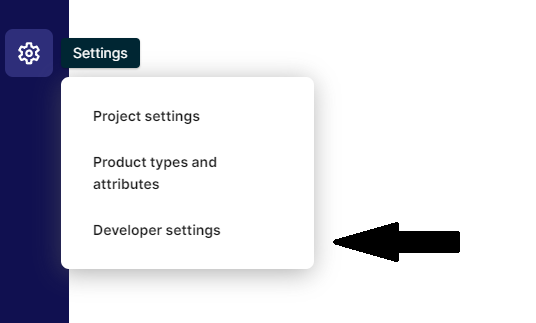 Settings
Project settings
Product types and
attributes
Developer settings